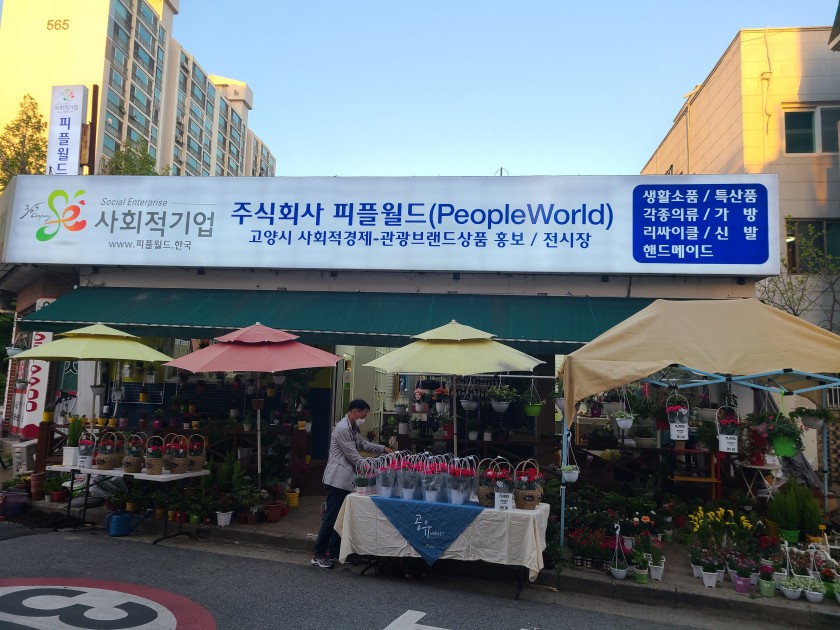 565
사회적기업
피플월드
Social Enterprise
사회적기업
www.피플월드.한국
주식회사 피플월드(PeopleWorld)
고양시 사회적경제-관광브랜드상품 홍보 / 전시장
생활소품 / 특산품
각종의류 / 가 방
리싸이클 / 신 발
핸드메이드
공유
3